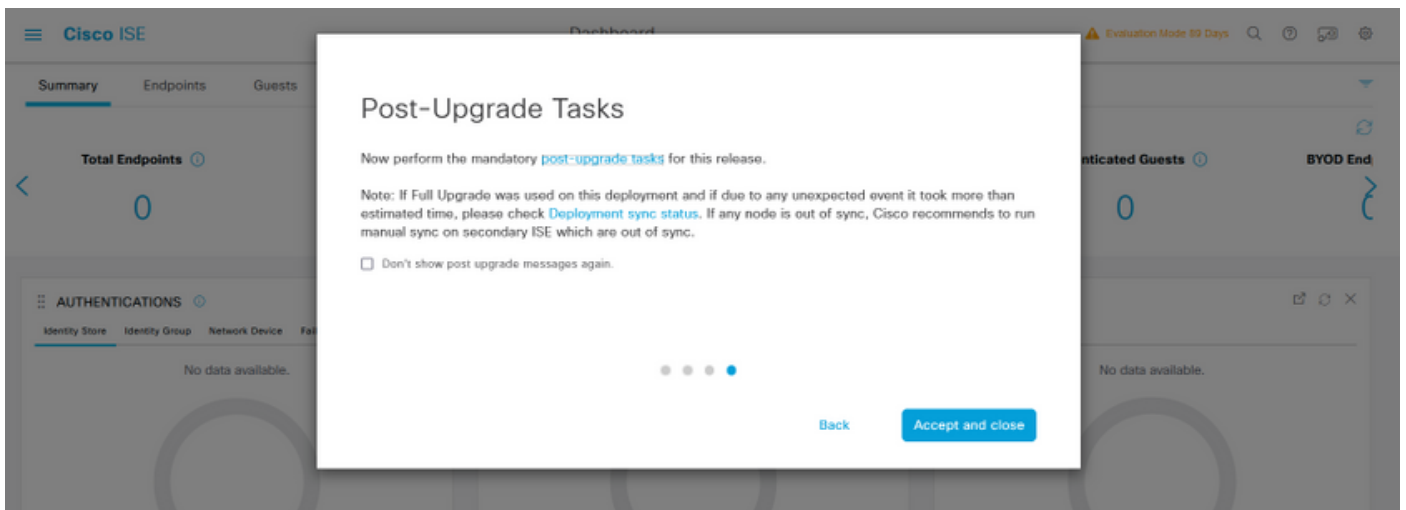 Cisco ISE
Dashboard
Evaluation Mode 89 Days
Summary Endpoints Guests
Total Endpoints
0
Post-Upgrade Tasks
Now perform the mandatory post-upgrade tasks for this release.
Note: If Full Upgrade was used on this deployment and if due to any unexpected event it took more than
estimated time, please check Deployment sync status. If any node is out of sync, Cisco recommends to run
manual sync on secondary ISE which are out of sync.
Don't show post upgrade messages again.
Back Accept and close
nticated Guests
0
BYOD End
AUTHENTICATIONS
Identity Store Identity Group Network Device Fail
No data available.
No data available.